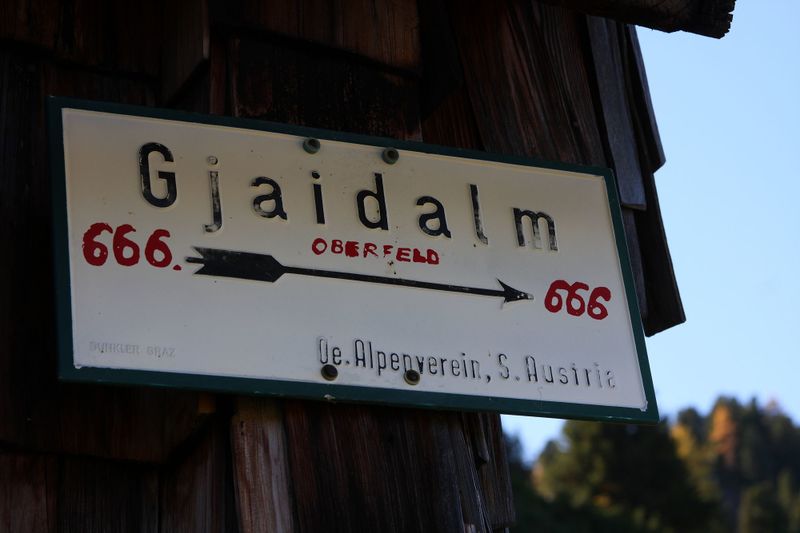 Gjaidalm
666. OBERFELD 666
Oe. Alpenverein, S. Austria
DUNKLER GRAZ